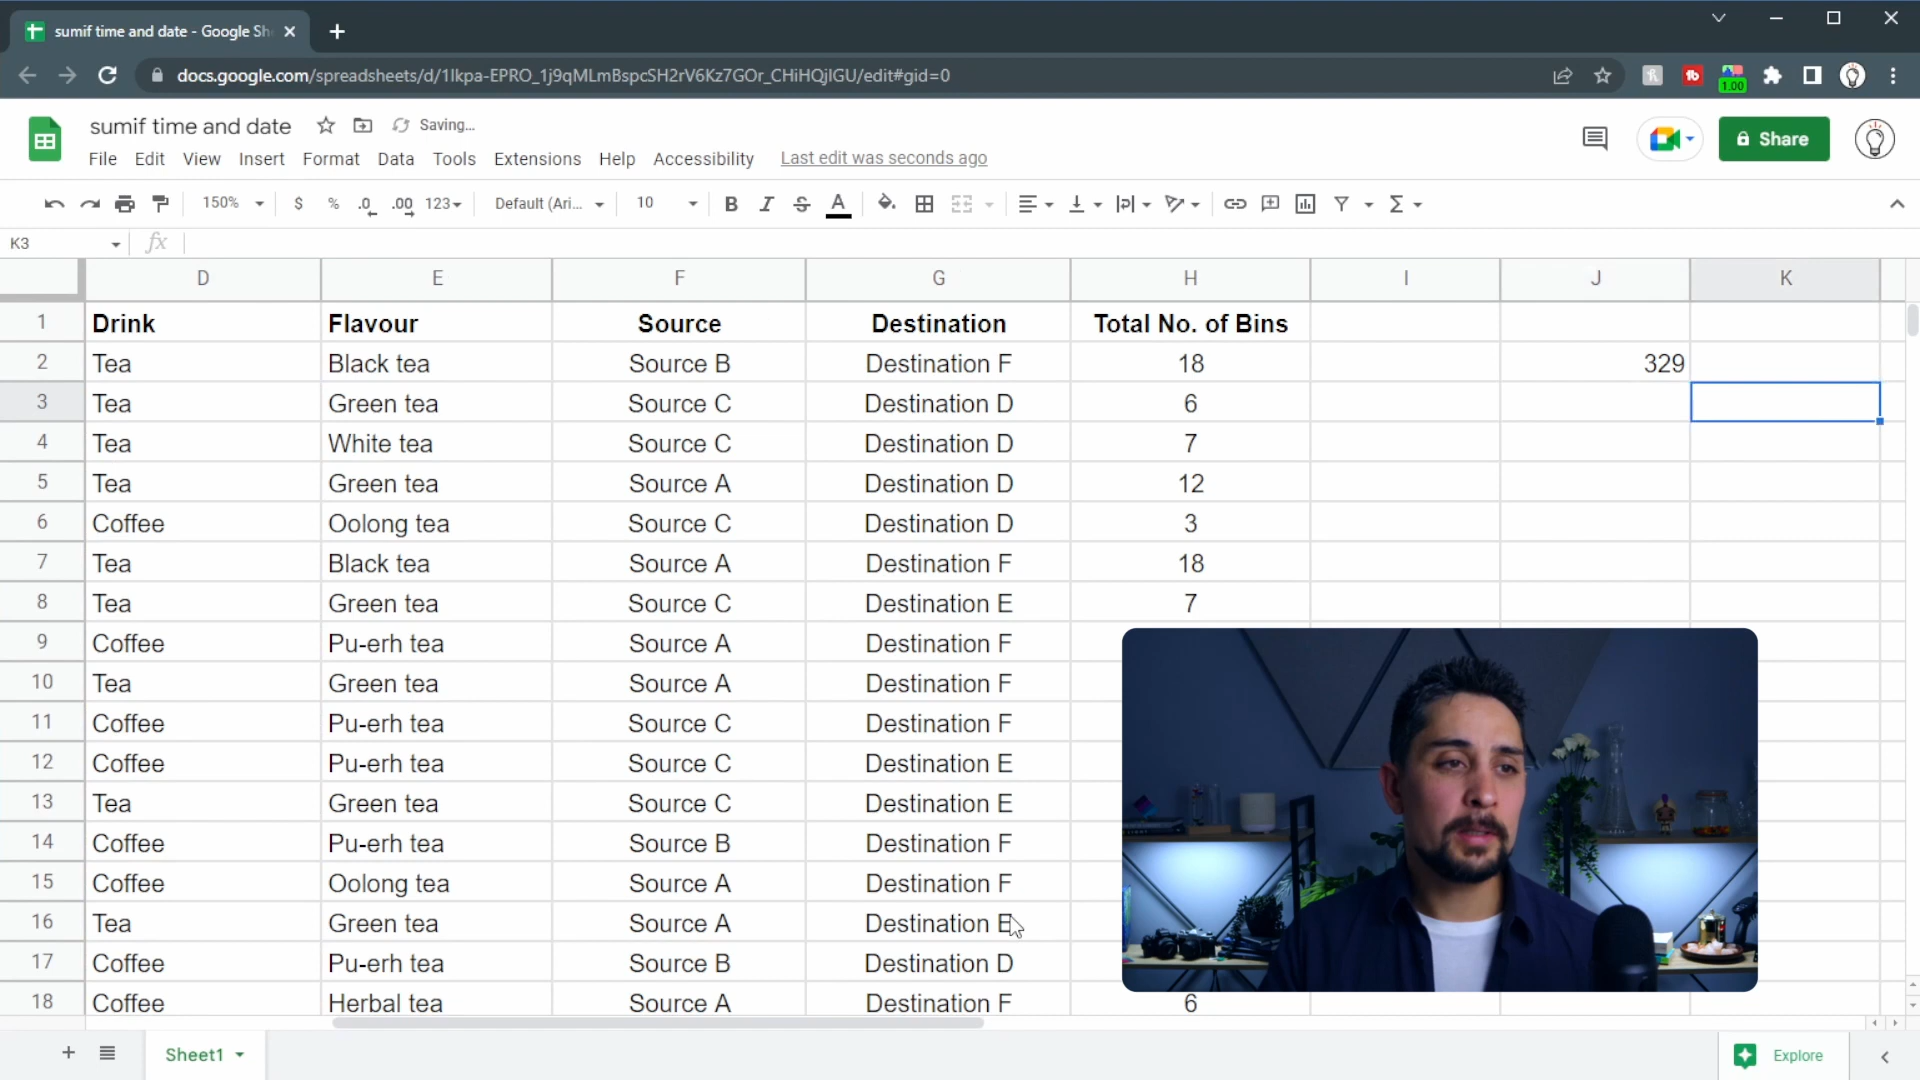 sumif time and date - Google Sh
docs.google.com/spreadsheets/d/1lkpa-EPRO_1j9qMLmBspcSH2rV6Kz7GOr_CHiHQjIGU/edit#gid=0
1.00
sumif time and date Saving...
File Edit View Insert Format Data Tools Extensions Help Accessibility Last edit was seconds ago
Share
150% $ % .0 .00 123 Default (Ari... 10 B I S A Σ
K3 fx
D E F G H I J K
1 Drink Flavour Source Destination Total No. of Bins
2 Tea Black tea Source B Destination F 18 329
3 Tea Green tea Source C Destination D 6
4 Tea White tea Source C Destination D 7
5 Tea Green tea Source A Destination D 12
6 Coffee Oolong tea Source C Destination D 3
7 Tea Black tea Source A Destination F 18
8 Tea Green tea Source C Destination E 7
9 Coffee Pu-erh tea Source A Destination F
10 Tea Green tea Source A Destination F
11 Coffee Pu-erh tea Source C Destination F
12 Coffee Pu-erh tea Source C Destination E
13 Tea Green tea Source C Destination E
14 Coffee Pu-erh tea Source B Destination F
15 Coffee Oolong tea Source A Destination F
16 Tea Green tea Source A Destination E
17 Coffee Pu-erh tea Source B Destination D
18 Coffee Herbal tea Source A Destination F 6
Sheet1 Explore